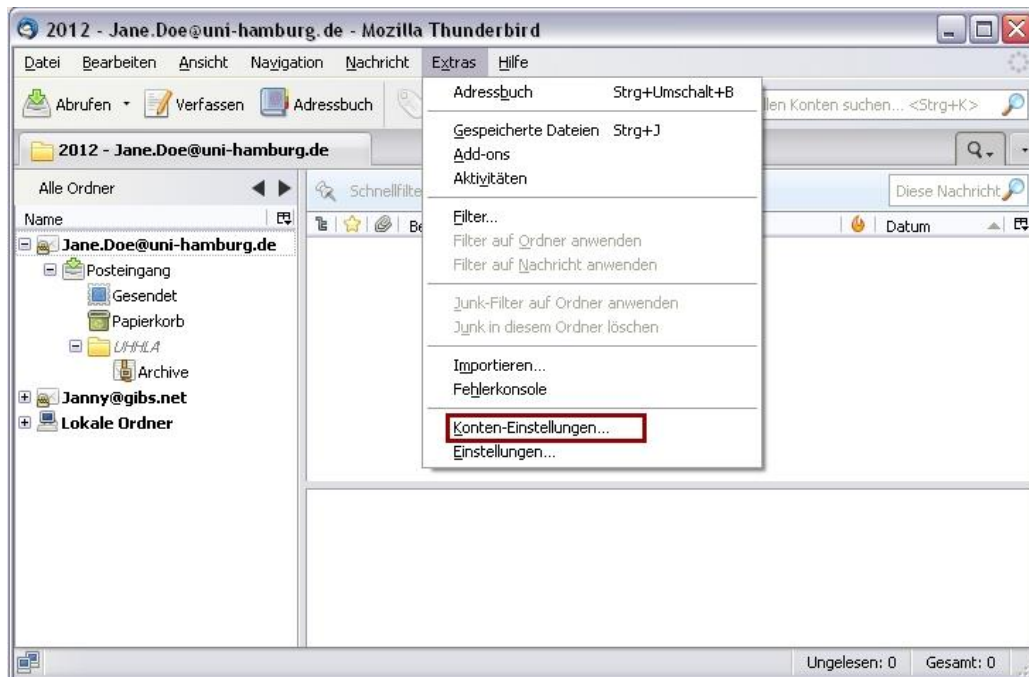 2012 - Jane.Doe@uni-hamburg.de - Mozilla Thunderbird
Datei Bearbeiten Ansicht Navigation Nachricht Extras Hilfe
Abrufen Verfassen Adressbuch
len Konten suchen... <Strg+K>
2012 - Jane.Doe@uni-hamburg.de
Alle Ordner
Schnellfilte
Diese Nachricht
Name
Be
Datum
Jane.Doe@uni-hamburg.de
Posteingang
Gesendet
Papierkorb
UHHLA
Archive
Janny@gibs.net
Lokale Ordner
Adressbuch Strg+Umschalt+B
Gespeicherte Dateien Strg+J
Add-ons
Aktivitäten
Filter...
Filter auf Ordner anwenden
Filter auf Nachricht anwenden
Junk-Filter auf Ordner anwenden
Junk in diesem Ordner löschen
Importieren...
Fehlerkonsole
Konten-Einstellungen...
Einstellungen...
Ungelesen: 0 Gesamt: 0